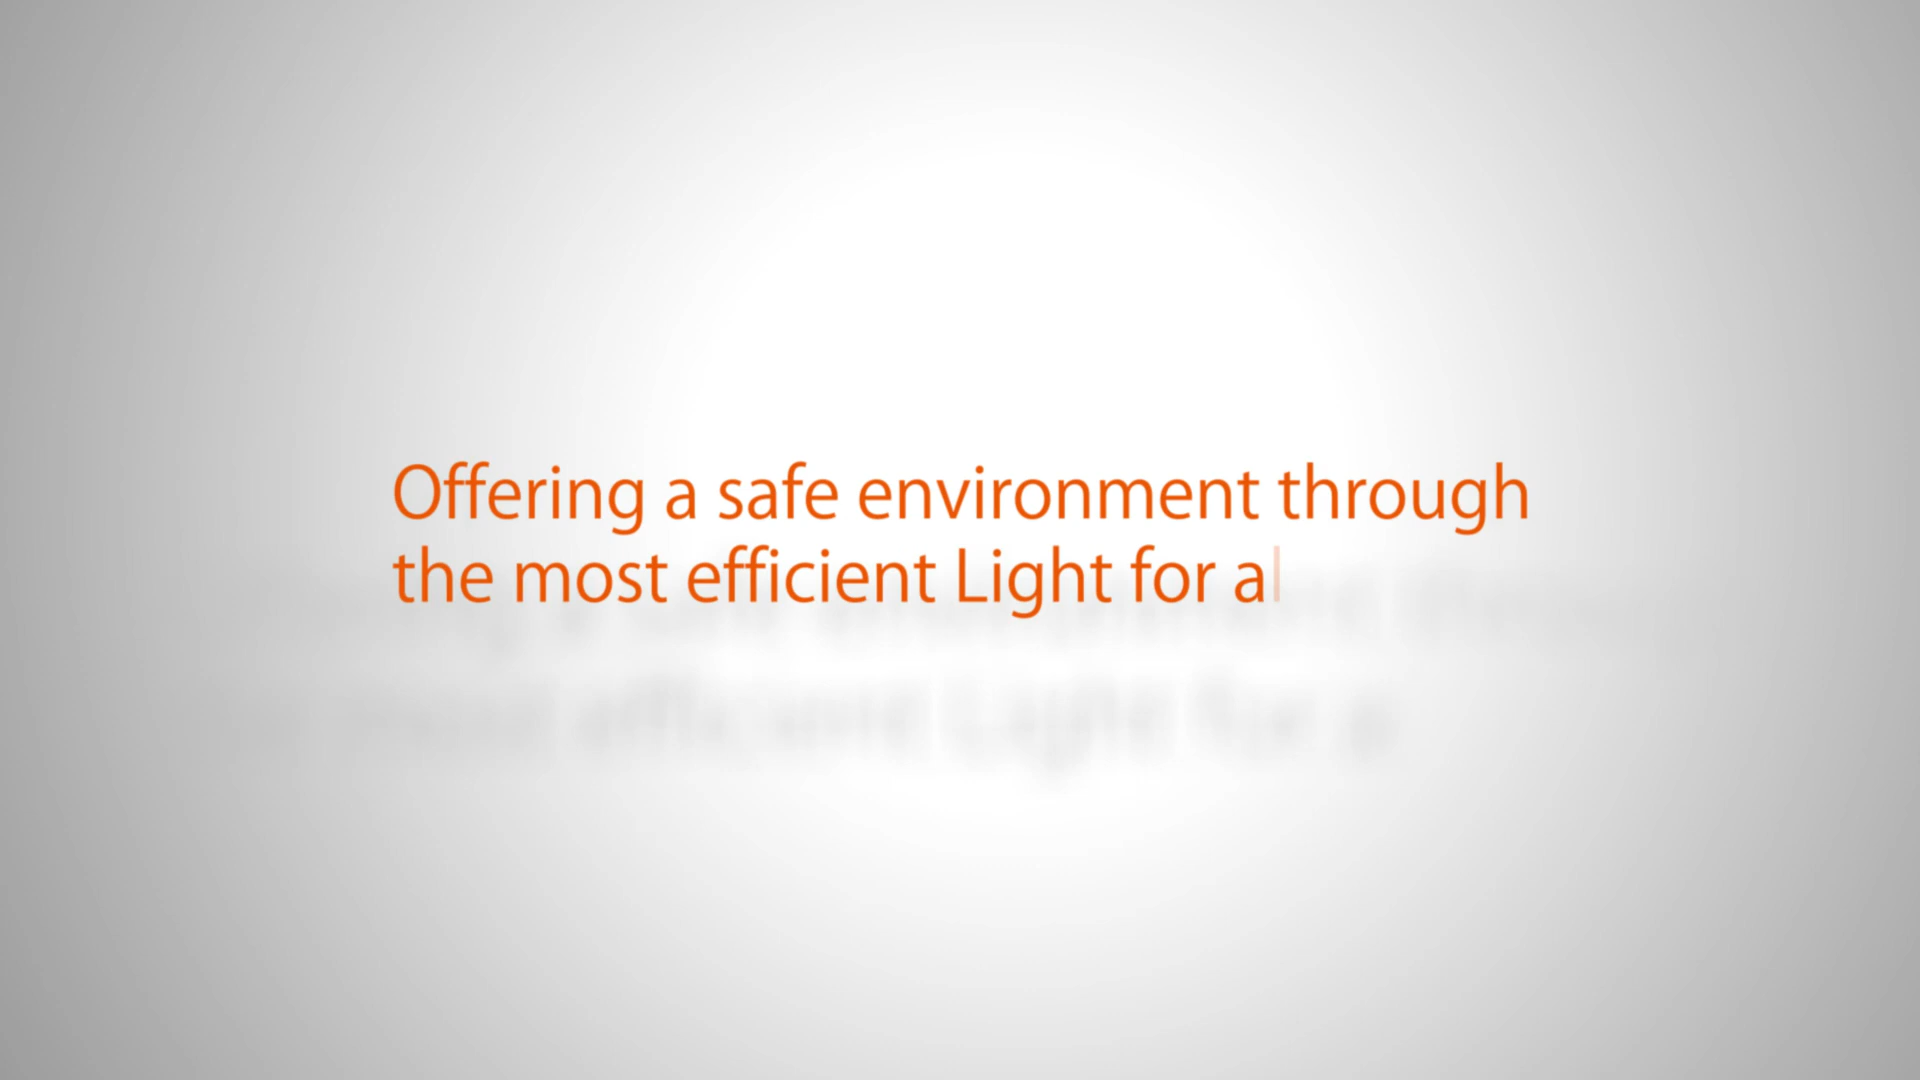 Offering a safe environment through
the most efficient Light for al